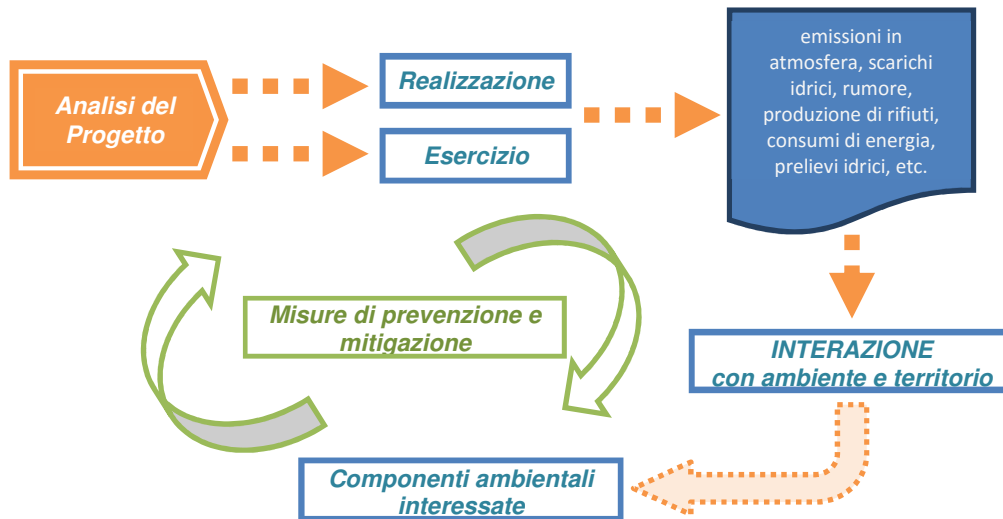 Analisi del
Progetto
Realizzazione
Esercizio
emissioni in
atmosfera, scarichi
idrici, rumore,
produzione di rifiuti,
consumi di energia,
prelievi idrici, etc.
Misure di prevenzione e
mitigazione
INTERAZIONE
con ambiente e territorio
Componenti ambientali
interessate